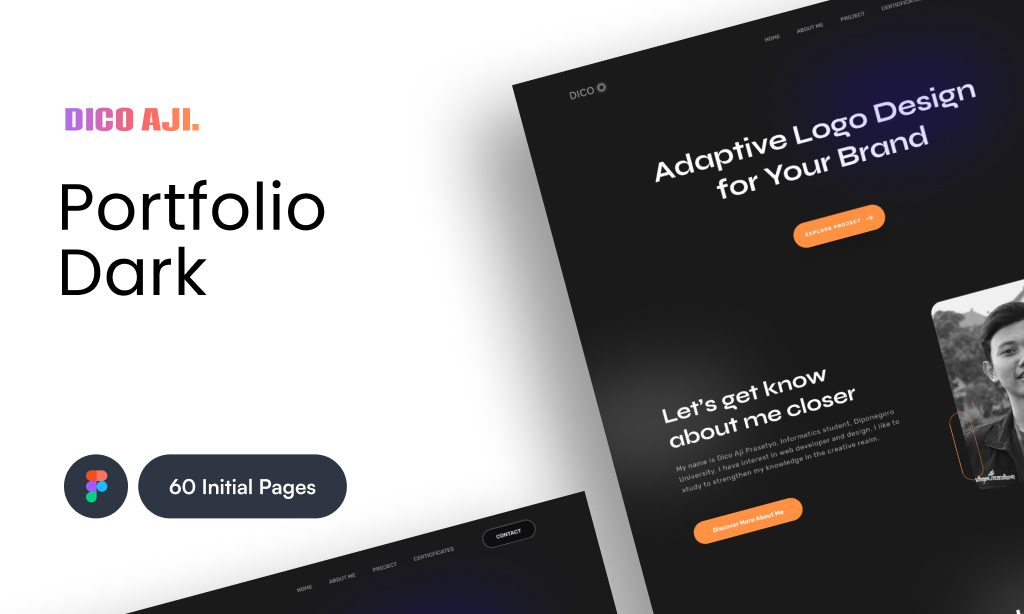 DICO AJI.
Portfolio
Dark
60 Initial Pages
HOME ABOUT ME PROJECT
DICO
Adaptive Logo Design
for Your Brand
EXPLORE PROJECT →
Let's get know
about me closer
My name is Dico Aji Prasetyo, Informatics student, Diponegoro
University. I have interest in web developer and design. I like to
study to strengthen my knowledge in the creative realm.
Discover More About Me
HOME ABOUT ME PROJECT CERTICFICATES CONTACT